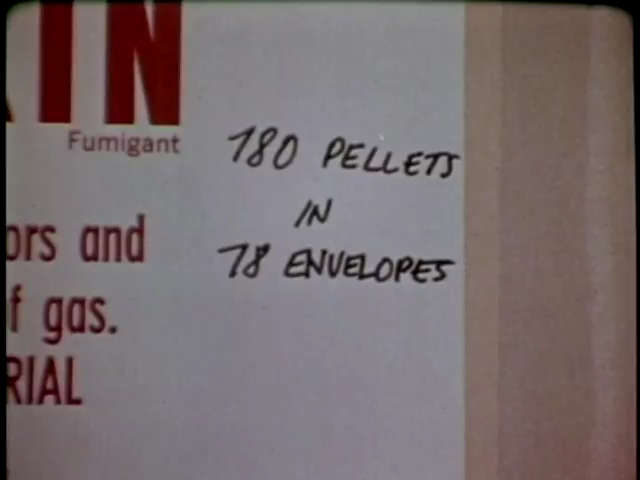 IN
Fumigant
180 PELLETS
IN
78 ENVELOPES
ors and
f gas.
RIAL